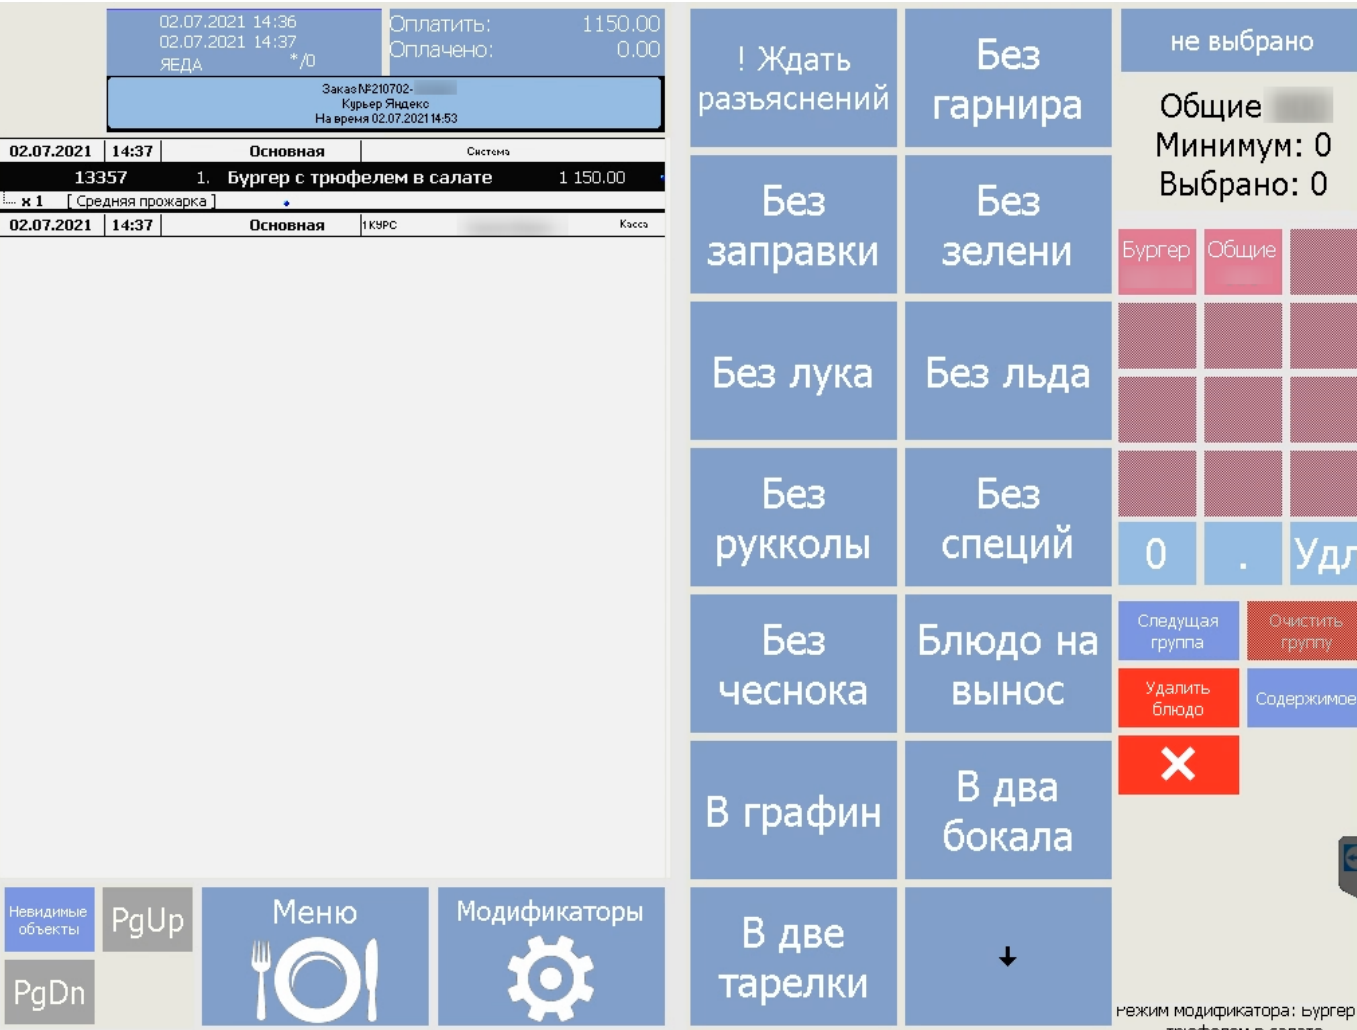 02.07.2021 14:36
02.07.2021 14:37
ЯЕДА */0
Оплатить: 1150.00
Оплачено: 0.00
Заказ №210702-
Курьер Яндекс
На время 02.07.2021 14:53
02.07.2021 14:37 Основная Система
13357 1. Бургер с трюфелем в салате 1 150.00
x 1 [ Средняя прожарка ]
02.07.2021 14:37 Основная 1 КУРС Касса
Невидимые
объекты
PgUp
PgDn
Меню
Модификаторы
! Ждать
разъяснений
Без
гарнира
Без
заправки
Без
зелени
Без лука
Без льда
Без
рукколы
Без
специй
Без
чеснока
Блюдо на
вынос
В графин
В два
бокала
В две
тарелки
не выбрано
Общие
Минимум: 0
Выбрано: 0
Бургер
Общие
0
.
Удл
Следущая
группа
Очистить
группу
Удалить
блюдо
Содержимое
Режим модификатора: Бургер